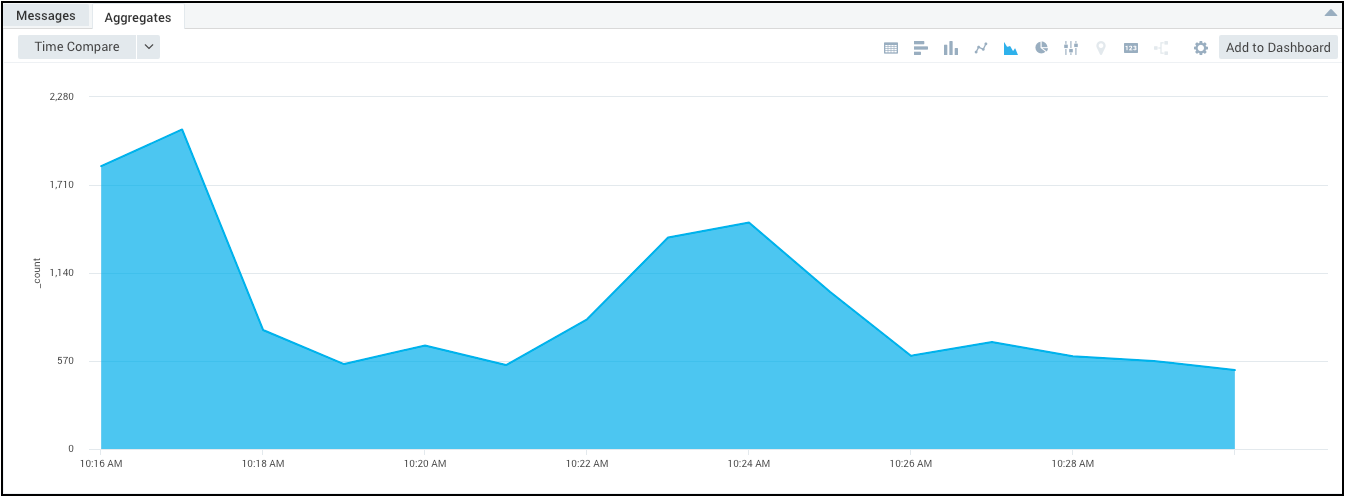 Messages Aggregates
Time Compare 123 Add to Dashboard
2,280
1,710
1,140
570
0
_count
10:16 AM 10:18 AM 10:20 AM 10:22 AM 10:24 AM 10:26 AM 10:28 AM